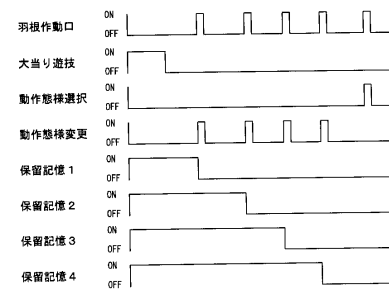 羽根作動口 ON
OFF
大当り遊技 ON
OFF
動作態様選択 ON
OFF
動作態様変更 ON
OFF
保留記憶1 ON
OFF
保留記憶2 ON
OFF
保留記憶3 ON
OFF
保留記憶4 ON
OFF